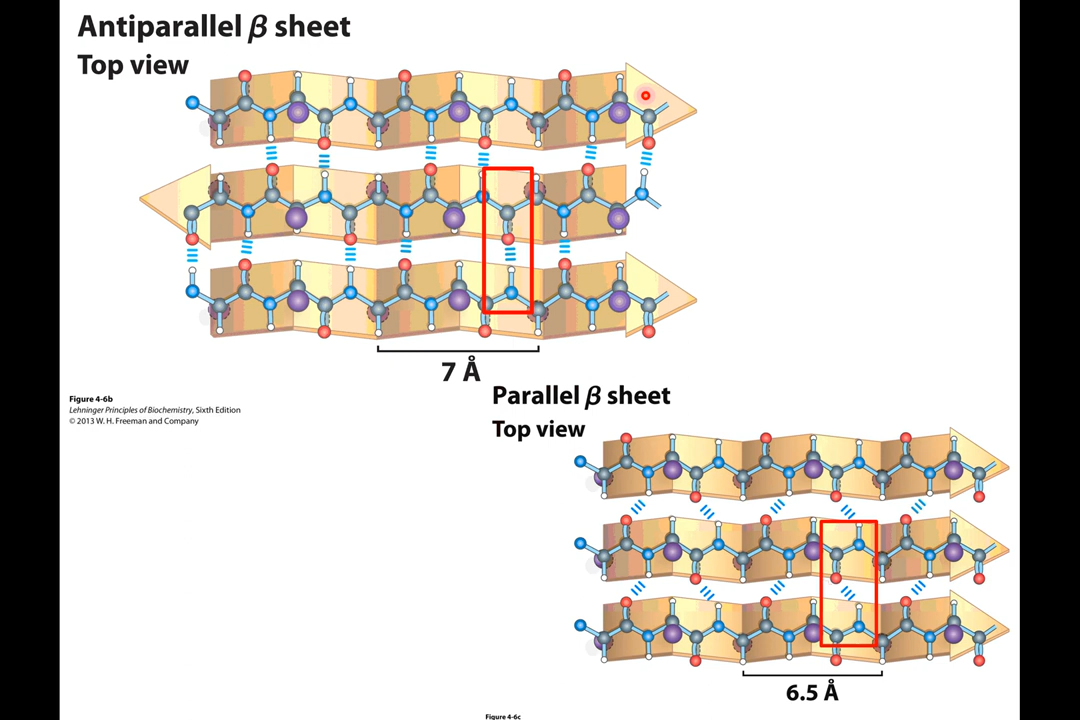 Antiparallel β sheet
Top view
7 Å
Figure 4-6b
Lehninger Principles of Biochemistry, Sixth Edition
© 2013 W. H. Freeman and Company
Parallel β sheet
Top view
6.5 Å
Figure 4-6c